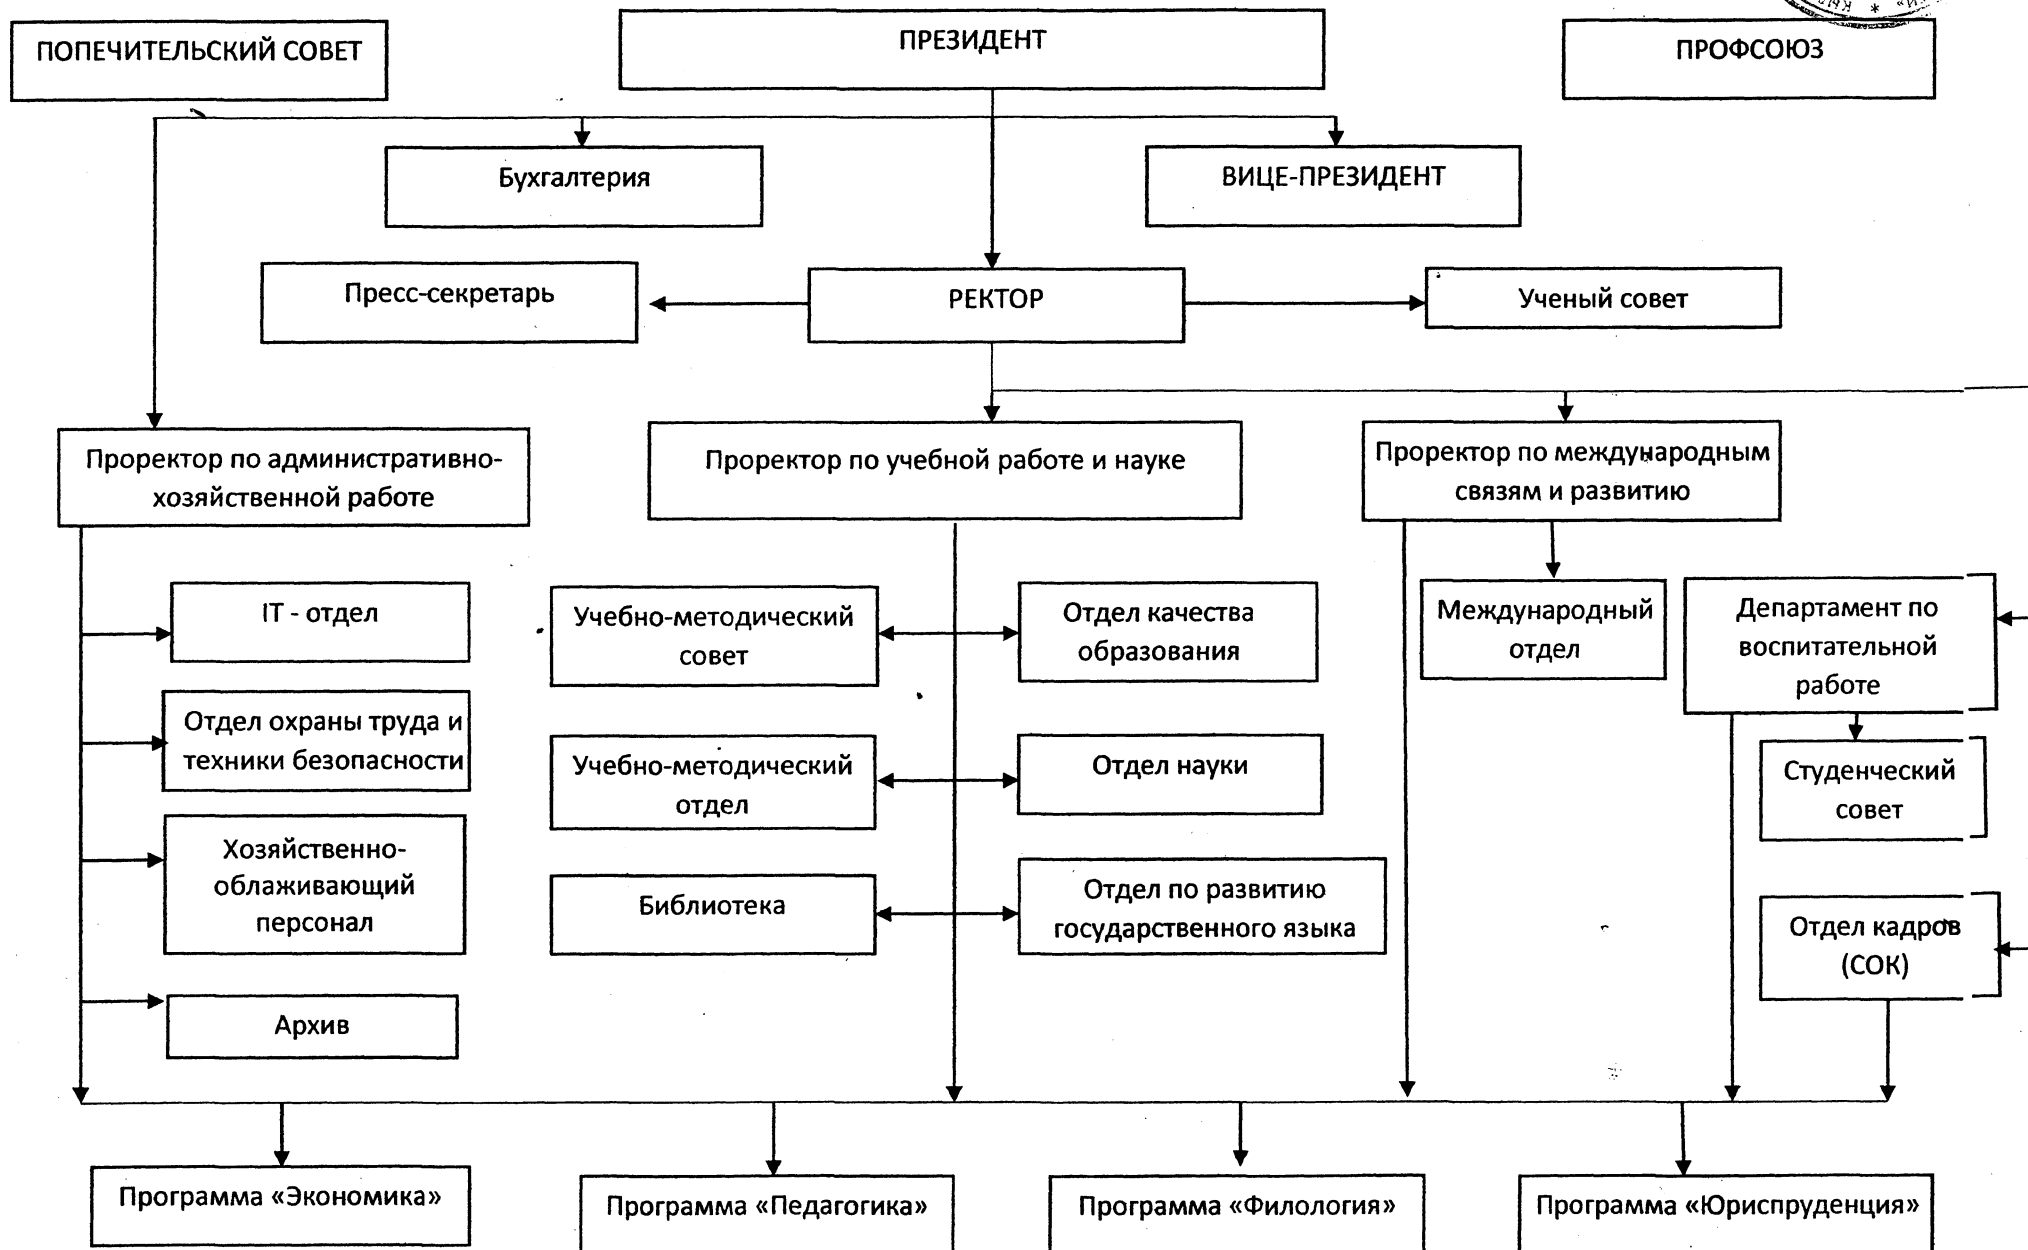 ПОПЕЧИТЕЛЬСКИЙ СОВЕТ
ПРЕЗИДЕНТ
ПРОФСОЮЗ
Бухгалтерия
ВИЦЕ-ПРЕЗИДЕНТ
Пресс-секретарь
РЕКТОР
Ученый совет
Проректор по административно-
хозяйственной работе
Проректор по учебной работе и науке
Проректор по международным
связям и развитию
IT - отдел
Учебно-методический
совет
Отдел качества
образования
Международный
отдел
Департамент по
воспитательной
работе
Отдел охраны труда и
техники безопасности
Учебно-методический
отдел
Отдел науки
Студенческий
совет
Хозяйственно-
облаживающий
персонал
Библиотека
Отдел по развитию
государственного языка
Отдел кадров
(СОК)
Архив
Программа «Экономика»
Программа «Педагогика»
Программа «Филология»
Программа «Юриспруденция»